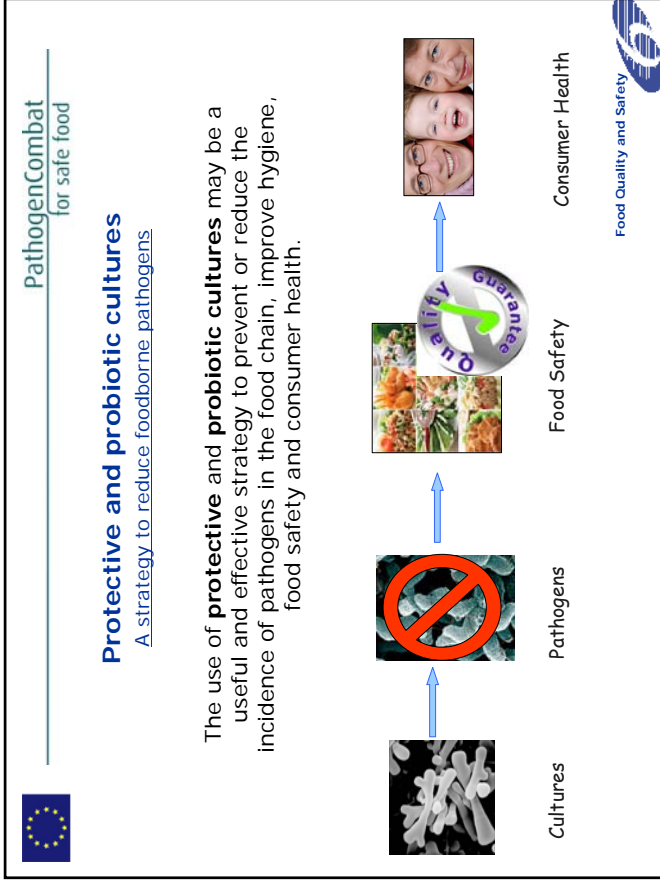 PathogenCombat
for safe food
Protective and probiotic cultures
A strategy to reduce foodborne pathogens
The use of protective and probiotic cultures may be a
useful and effective strategy to prevent or reduce the
incidence of pathogens in the food chain, improve hygiene,
food safety and consumer health.
Quality
Guarantee
Cultures
Pathogens
Food Safety
Consumer Health
Food Quality and Safety
6